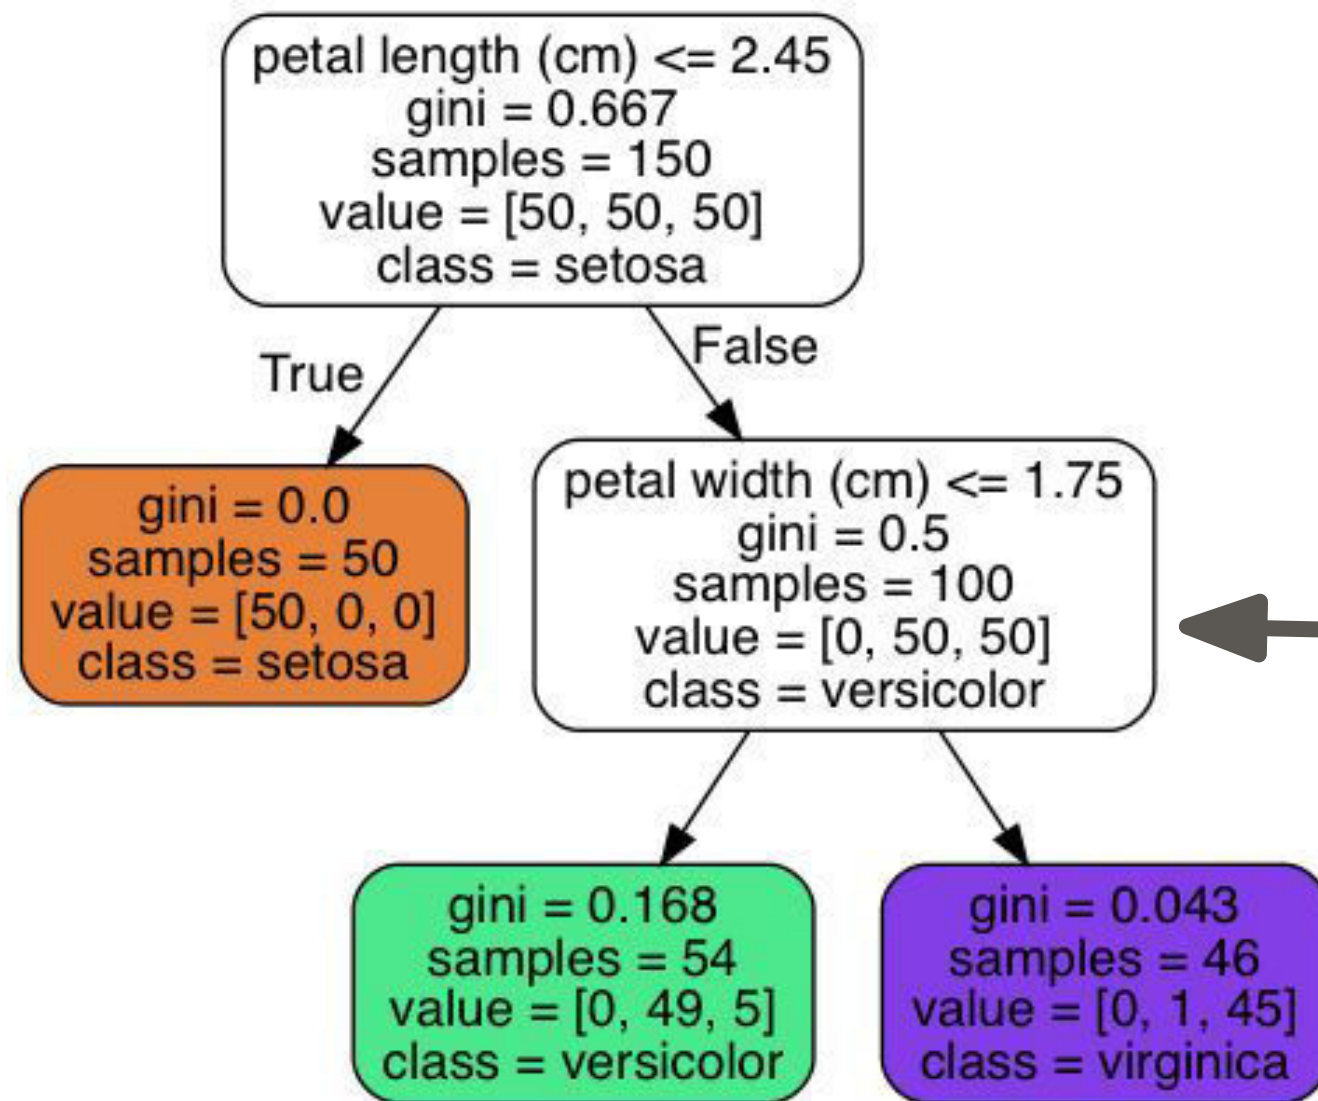 petal length (cm) <= 2.45
gini = 0.667
samples = 150
value = [50, 50, 50]
class = setosa
True
False
gini = 0.0
samples = 50
value = [50, 0, 0]
class = setosa
petal width (cm) <= 1.75
gini = 0.5
samples = 100
value = [0, 50, 50]
class = versicolor
gini = 0.168
samples = 54
value = [0, 49, 5]
class = versicolor
gini = 0.043
samples = 46
value = [0, 1, 45]
class = virginica